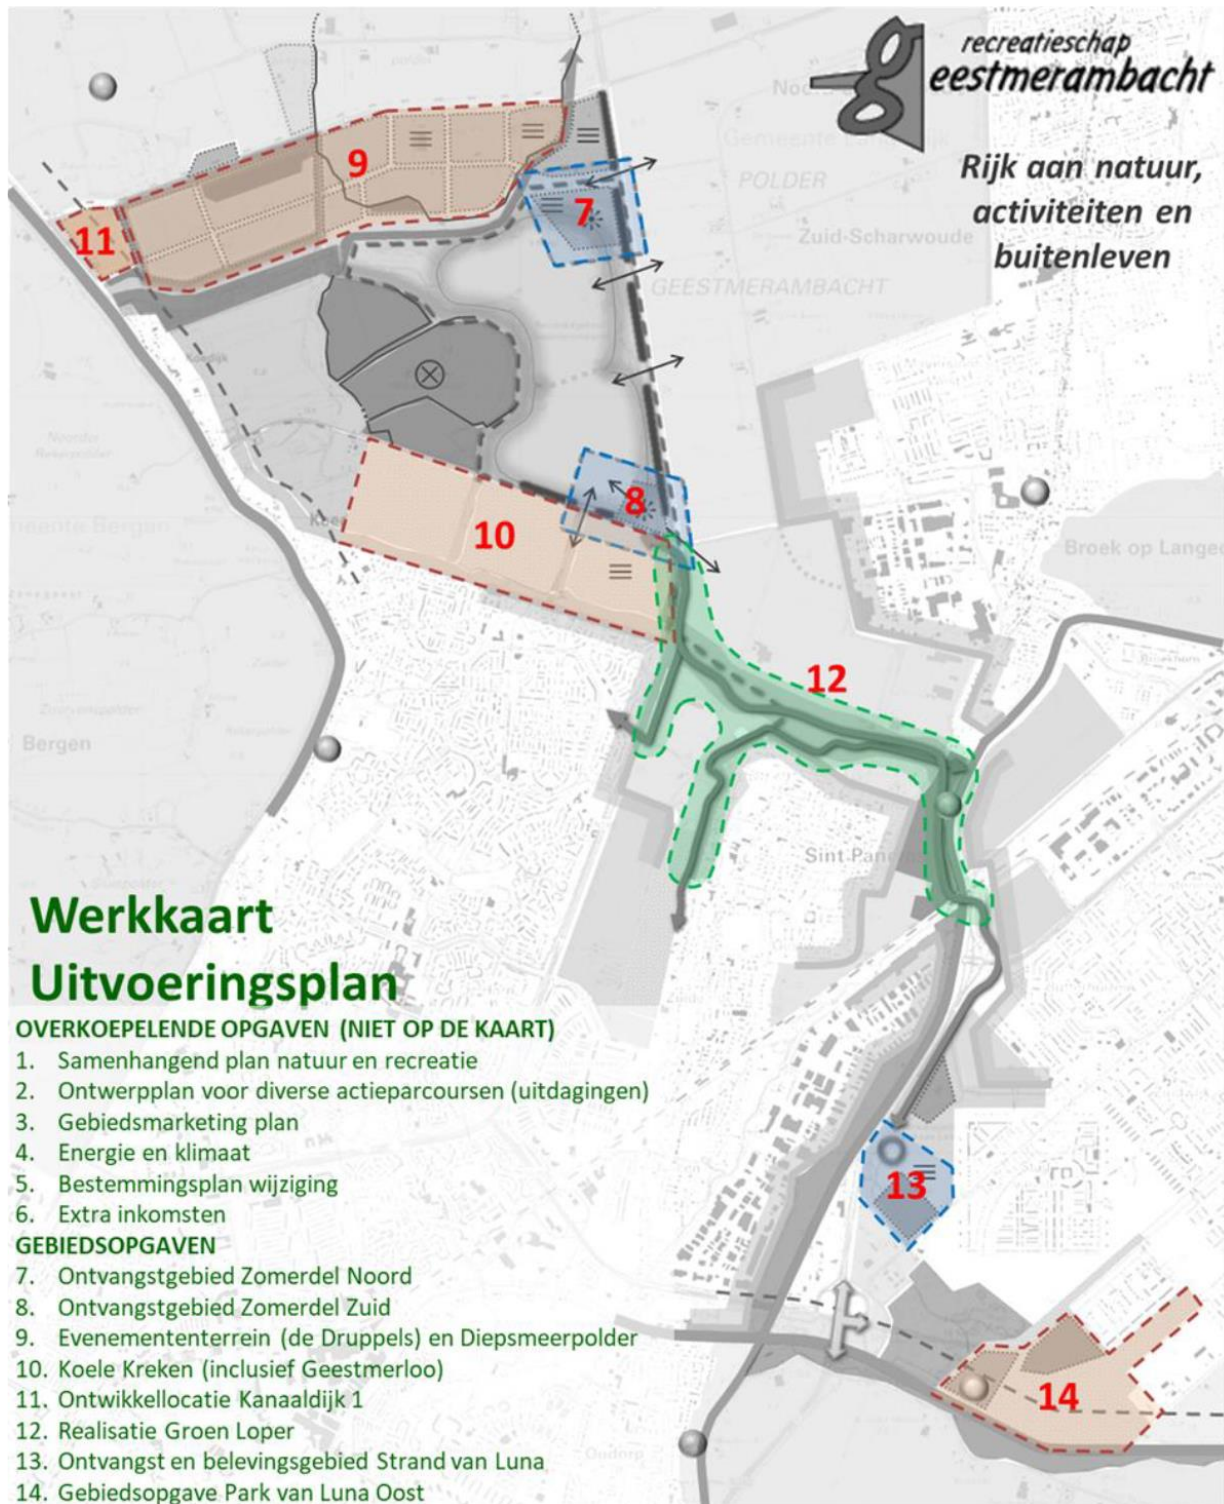 recreatieschap
geestmerambacht
Rijk aan natuur,
activiteiten en
buitenleven
POLDER
Zuid-Scharwoude
GEESTMERAMBACHT
9
7
11
8
10
Broek op Langed
12
Bergen
Sint-Pan
13
14
Oudorp
Werkkaart
Uitvoeringsplan
OVERKOEPELENDE OPGAVEN (NIET OP DE KAART)
1. Samenhangend plan natuur en recreatie
2. Ontwerpplan voor diverse actieparcoursen (uitdagingen)
3. Gebiedsmarketing plan
4. Energie en klimaat
5. Bestemmingsplan wijziging
6. Extra inkomsten
GEBIEDSOPGAVEN
7. Ontvangstgebied Zomerdel Noord
8. Ontvangstgebied Zomerdel Zuid
9. Evenemententerrein (de Druppels) en Diepsmeerpolder
10. Koele Kreken (inclusief Geestmerloo)
11. Ontwikkellocatie Kanaaldijk 1
12. Realisatie Groen Loper
13. Ontvangst en belevingsgebied Strand van Luna
14. Gebiedsopgave Park van Luna Oost